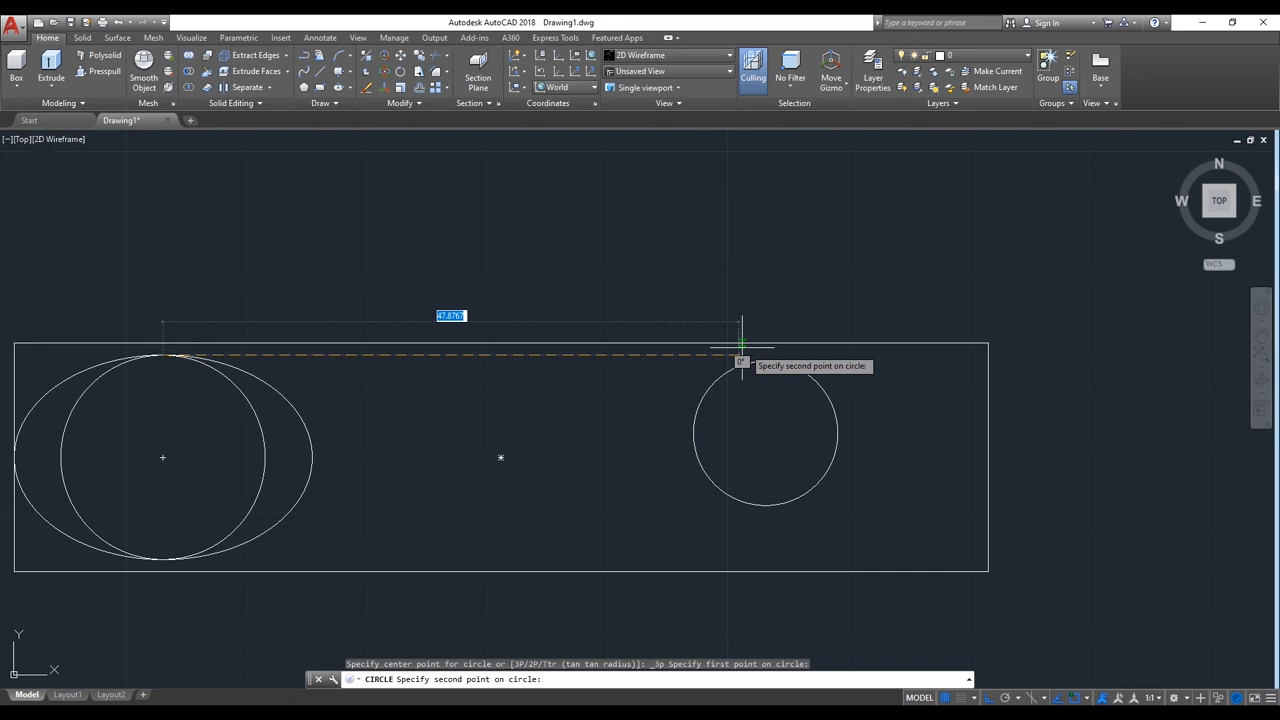 Autodesk AutoCAD 2018 Drawing1.dwg
Type a keyword or phrase
Sign In
Home Solid Surface Mesh Visualize Parametric Insert Annotate View Manage Output Add-ins A360 Express Tools Featured Apps
Box
Extrude
Polysolid
Presspull
Smooth
Object
Extract Edges
Extrude Faces
Separate
Section
Plane
World
2D Wireframe
Unsaved View
Single viewport
Culling
No Filter
Move
Gizmo
Layer
Properties
0
Make Current
Match Layer
Group
Base
Modeling
Mesh
Solid Editing
Draw
Modify
Section
Coordinates
View
Selection
Layers
Groups
View
Start
Drawing1*
[−][Top][2D Wireframe]
N
W
TOP
E
S
WCS
47.8767
0°
Specify second point on circle:
Y
X
Specify center point for circle or [3P/2P/Ttr (tan tan radius)]: _3p Specify first point on circle:
CIRCLE Specify second point on circle:
Model Layout1 Layout2
MODEL
1:1